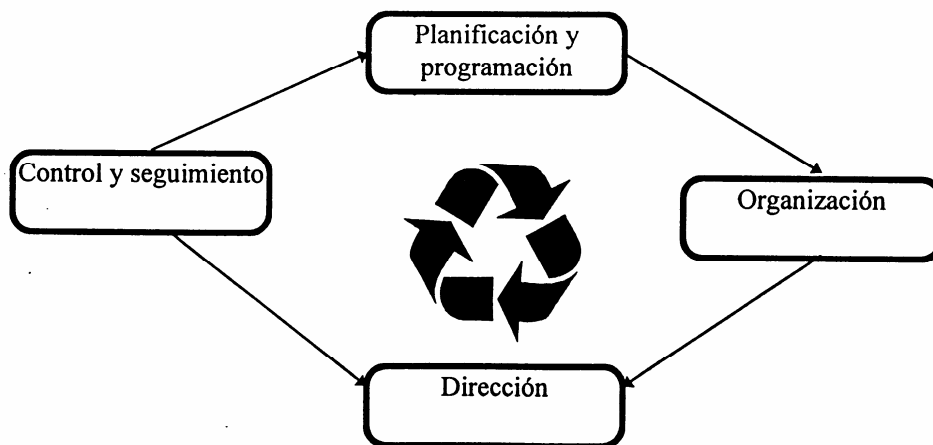 Planificación y
programación
Control y seguimiento
Organización
Dirección